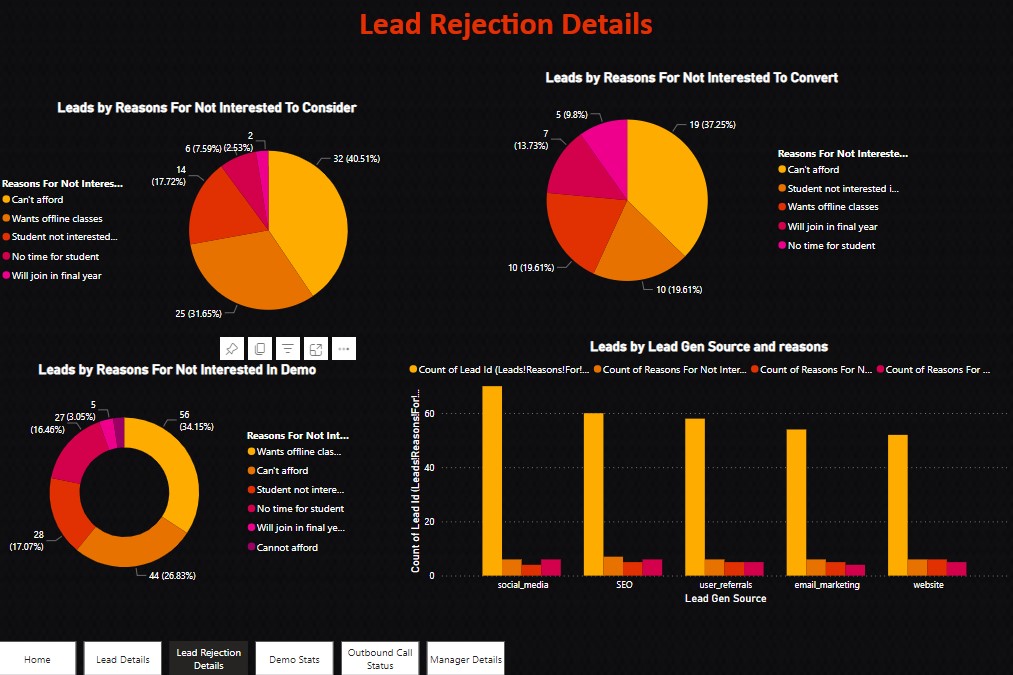 Lead Rejection Details
Leads by Reasons For Not Interested To Consider
2
6 (7.59%) (2.53%)
32 (40.51%)
14
(17.72%)
25 (31.65%)
Reasons For Not Interes...
Can't afford
Wants offline classes
Student not interested...
No time for student
Will join in final year
Leads by Reasons For Not Interested To Convert
5 (9.8%)
19 (37.25%)
7
(13.73%)
10 (19.61%)
10 (19.61%)
Reasons For Not Intereste...
Can't afford
Student not interested i...
Wants offline classes
Will join in final year
No time for student
Leads by Reasons For Not Interested In Demo
5
27 (3.05%)
(16.46%)
56
(34.15%)
28
(17.07%)
44 (26.83%)
Reasons For Not Int...
Wants offline clas...
Can't afford
Student not intere...
No time for student
Will join in final ye...
Cannot afford
Leads by Lead Gen Source and reasons
Count of Lead Id (Leads!Reasons!For!... Count of Reasons For Not Inter... Count of Reasons For N... Count of Reasons For ...
Count of Lead Id (Leads!Reasons!For!...
60
40
20
0
social_media SEO user_referrals email_marketing website
Lead Gen Source
Home
Lead Details
Lead Rejection
Details
Demo Stats
Outbound Call
Status
Manager Details